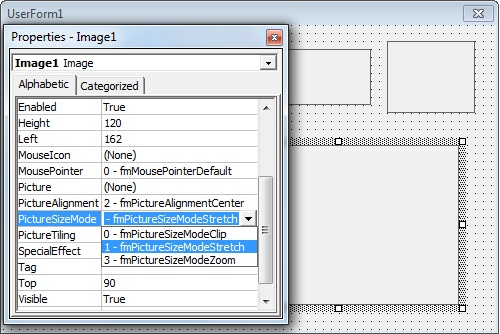 UserForm1
Properties - Image1
Image1 Image
Alphabetic Categorized
Enabled True
Height 120
Left 162
MouseIcon (None)
MousePointer 0 - fmMousePointerDefault
Picture (None)
PictureAlignment 2 - fmPictureAlignmentCenter
PictureSizeMode - fmPictureSizeModeStretch
PictureTiling 0 - fmPictureSizeModeClip
SpecialEffect 1 - fmPictureSizeModeStretch
Tag 3 - fmPictureSizeModeZoom
Top 90
Visible True